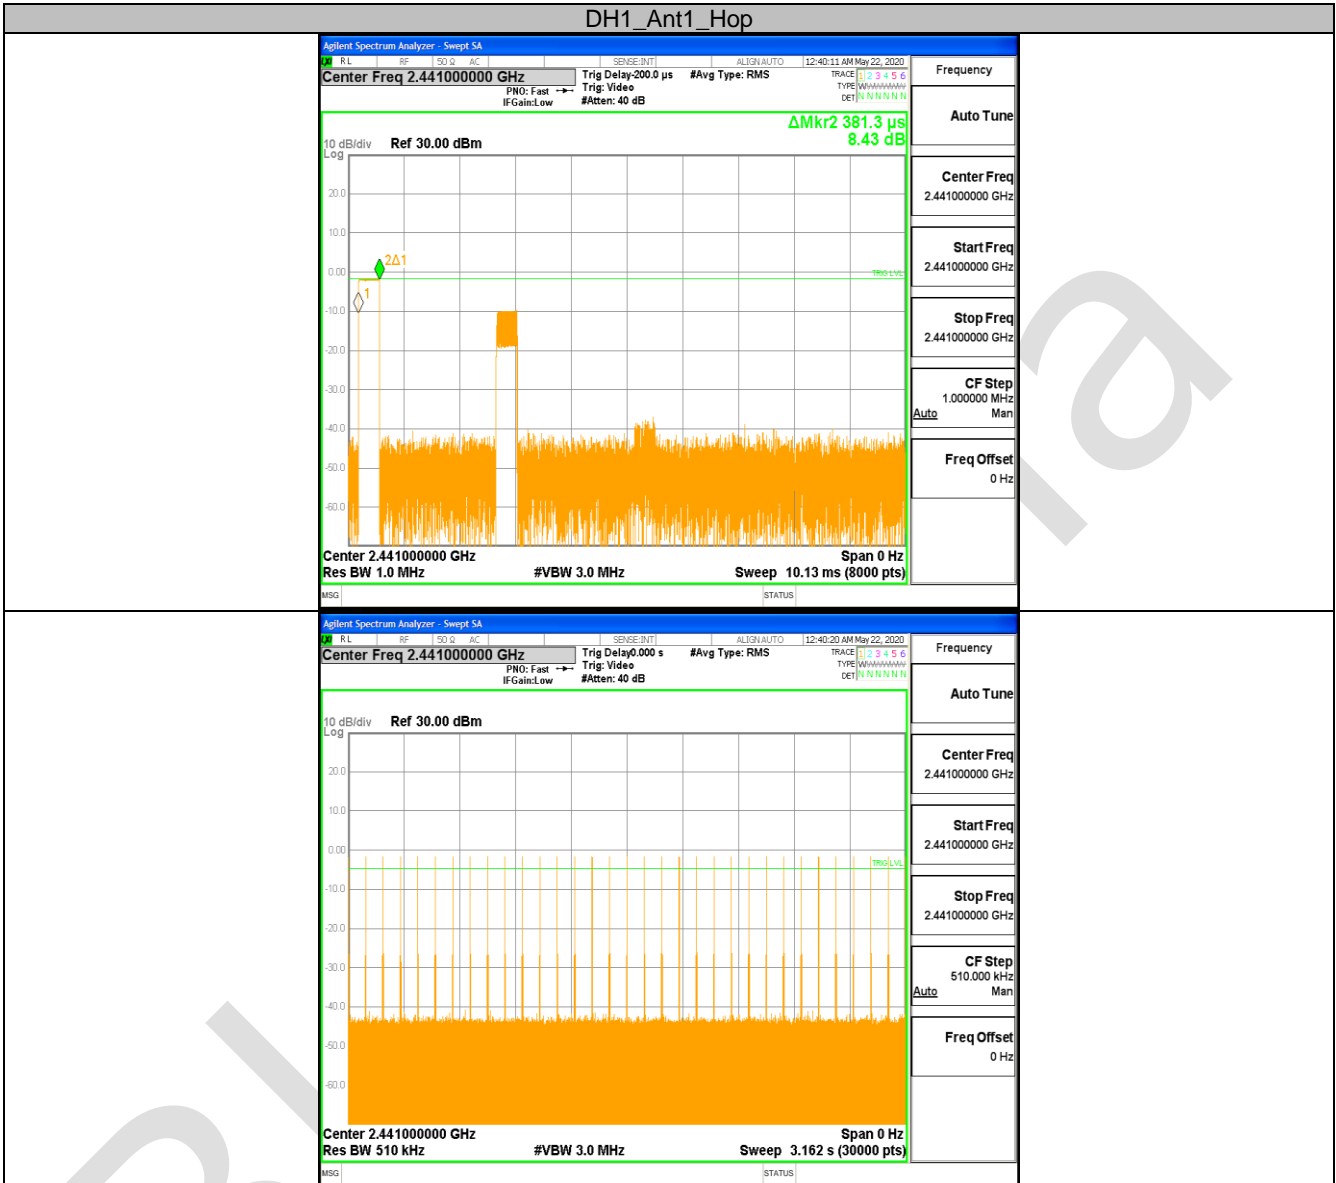 DH1_Ant1_Hop
Agilent Spectrum Analyzer - Swept SA
RL RF 50 Ω AC SENSE:INT ALIGN AUTO 12:40:11 AM May 22, 2020
Center Freq 2.441000000 GHz
Trig Delay-200.0 µs #Avg Type: RMS
TRACE 1 2 3 4 5 6
PNO: Fast Trig: Video
TYPE W
IFGain:Low #Atten: 40 dB
DET N N N N N N
ΔMkr2 381.3 µs
8.43 dB
10 dB/div Ref 30.00 dBm
Log
20.0
10.0
0.00
-10.0
-20.0
-30.0
-40.0
-50.0
-60.0
2Δ1
1
TRIG LVL
Center 2.441000000 GHz Span 0 Hz
Res BW 1.0 MHz #VBW 3.0 MHz Sweep 10.13 ms (8000 pts)
MSG STATUS
Frequency
Auto Tune
Center Freq
2.441000000 GHz
Start Freq
2.441000000 GHz
Stop Freq
2.441000000 GHz
CF Step
1.000000 MHz
Auto Man
Freq Offset
0 Hz
Agilent Spectrum Analyzer - Swept SA
RL RF 50 Ω AC SENSE:INT ALIGN AUTO 12:40:20 AM May 22, 2020
Center Freq 2.441000000 GHz
Trig Delay0.000 s #Avg Type: RMS
TRACE 1 2 3 4 5 6
PNO: Fast Trig: Video
TYPE W
IFGain:Low #Atten: 40 dB
DET N N N N N N
10 dB/div Ref 30.00 dBm
Log
20.0
10.0
0.00
-10.0
-20.0
-30.0
-40.0
-50.0
-60.0
TRIG LVL
Center 2.441000000 GHz Span 0 Hz
Res BW 510 kHz #VBW 3.0 MHz Sweep 3.162 s (30000 pts)
MSG STATUS
Frequency
Auto Tune
Center Freq
2.441000000 GHz
Start Freq
2.441000000 GHz
Stop Freq
2.441000000 GHz
CF Step
510.000 kHz
Auto Man
Freq Offset
0 Hz